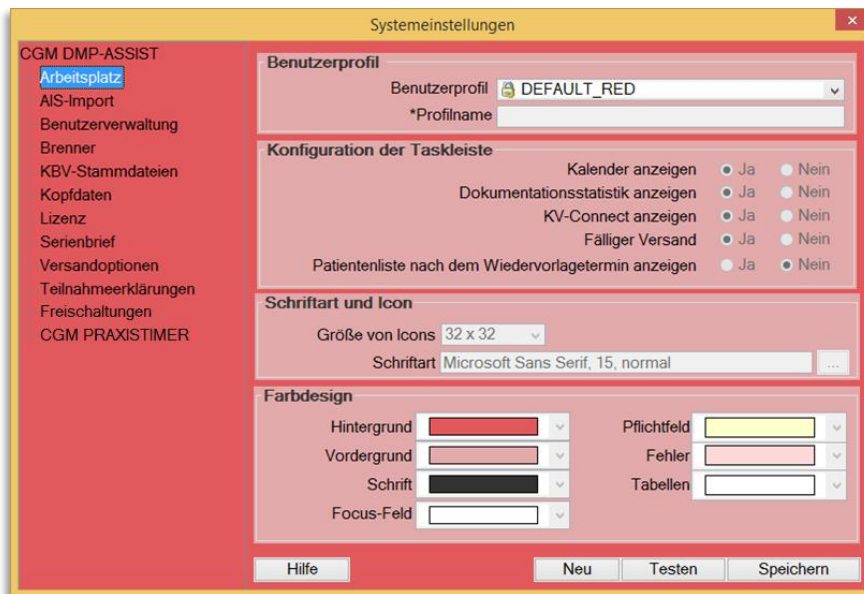 Systemeinstellungen
CGM DMP-ASSIST
Arbeitsplatz
AIS-Import
Benutzerverwaltung
Brenner
KBV-Stammdateien
Kopfdaten
Lizenz
Serienbrief
Versandoptionen
Teilnahmeerklärungen
Freischaltungen
CGM PRAXISTIMER
Benutzerprofil
Benutzerprofil DEFAULT_RED
*Profilname
Konfiguration der Taskleiste
Kalender anzeigen Ja Nein
Dokumentationsstatistik anzeigen Ja Nein
KV-Connect anzeigen Ja Nein
Fälliger Versand Ja Nein
Patientenliste nach dem Wiedervorlagetermin anzeigen Ja Nein
Schriftart und Icon
Größe von Icons 32 x 32
Schriftart Microsoft Sans Serif, 15, normal ...
Farbdesign
Hintergrund Pflichtfeld
Vordergrund Fehler
Schrift Tabellen
Focus-Feld
Hilfe Neu Testen Speichern